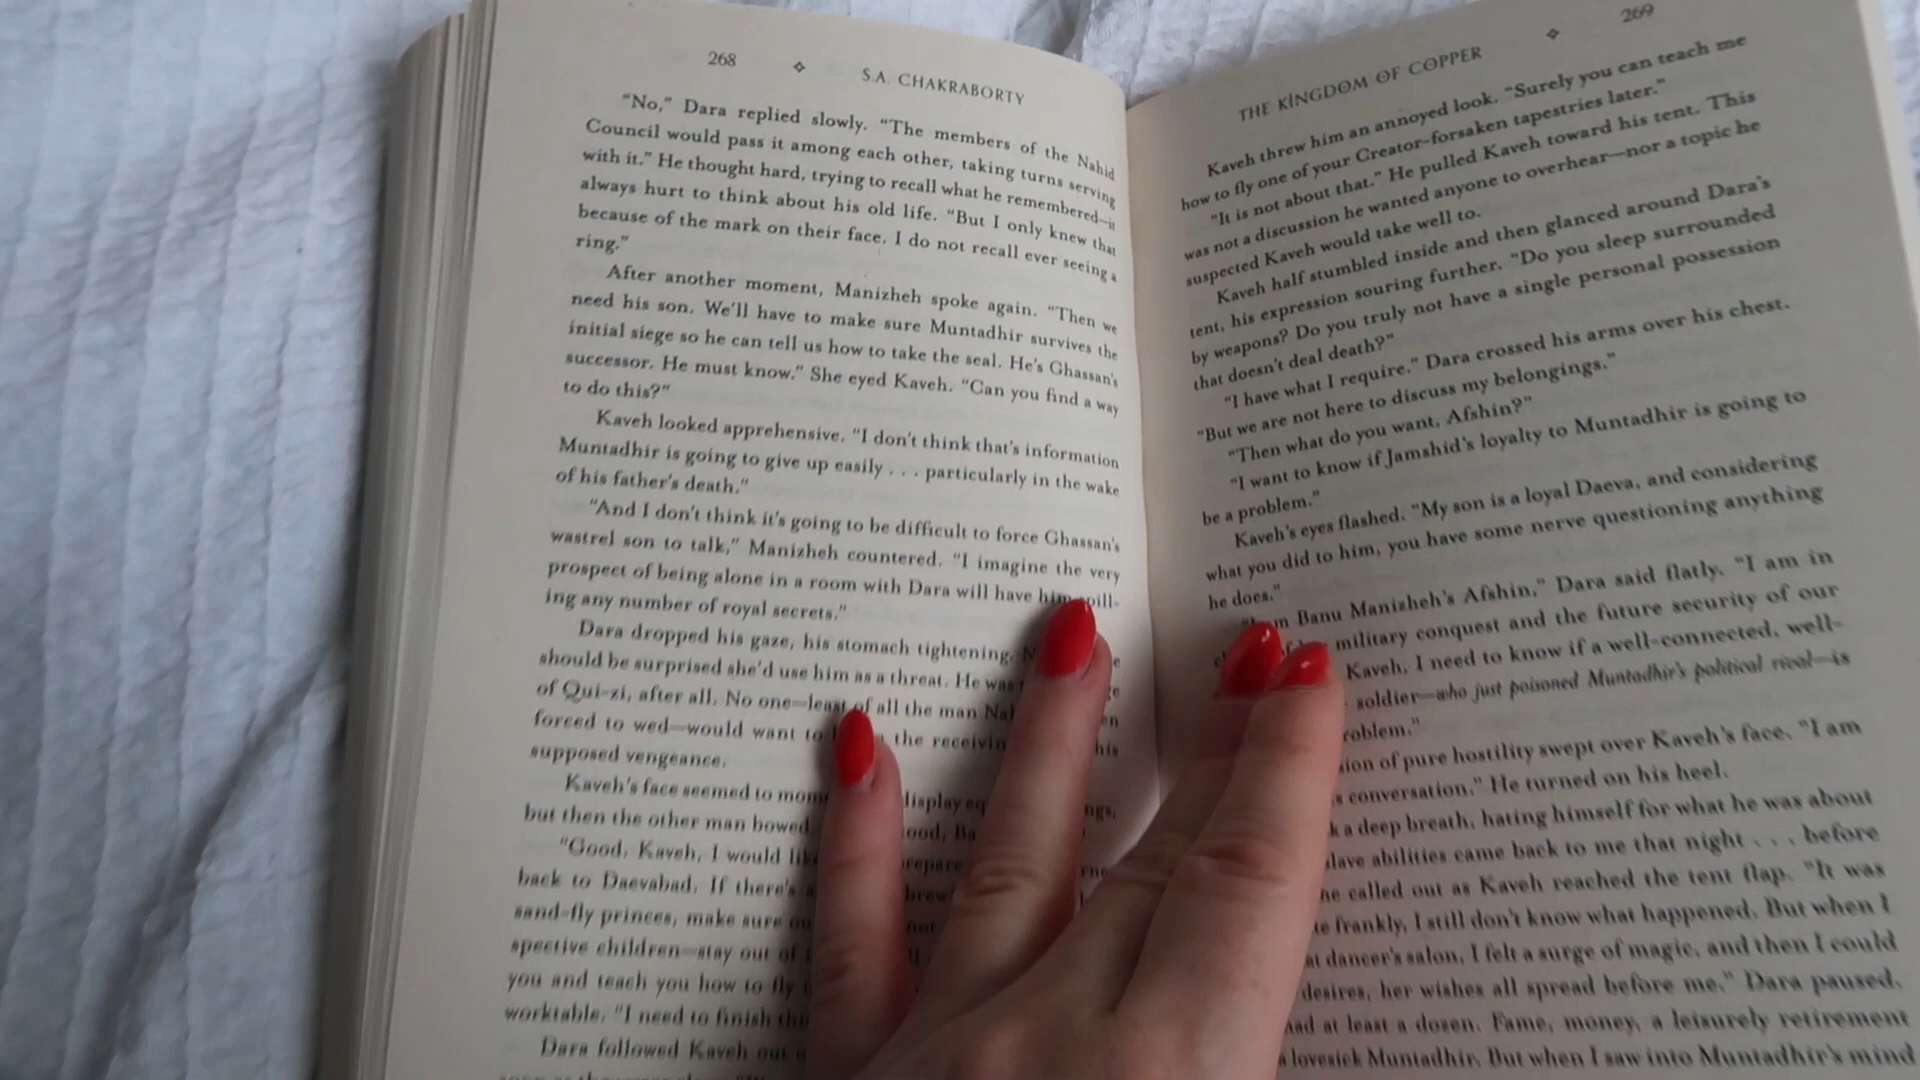 268 ⟡ S.A. CHAKRABORTY
“No,” Dara replied slowly. “The members of the Nahid
Council would pass it among each other, taking turns serving
with it.” He thought hard, trying to recall what he remembered—it
always hurt to think about his old life. “But I only knew that
because of the mark on their face. I do not recall ever seeing a
ring.”
After another moment, Manizheh spoke again. “Then we
need his son. We’ll have to make sure Muntadhir survives the
initial siege so he can tell us how to take the seal. He’s Ghassan’s
successor. He must know.” She eyed Kaveh. “Can you find a way
to do this?”
Kaveh looked apprehensive. “I don’t think that’s information
Muntadhir is going to give up easily . . . particularly in the wake
of his father’s death.”
“And I don’t think it’s going to be difficult to force Ghassan’s
wastrel son to talk,” Manizheh countered. “I imagine the very
prospect of being alone in a room with Dara will have him spill-
ing any number of royal secrets.”
Dara dropped his gaze, his stomach tightening.
should be surprised she’d use him as a threat. He was
of Qui-zi, after all. No one—least of all the man
forced to wed—would want to the his
supposed vengeance.
Kaveh’s face seemed to display
but then the other man bowed.
“Good. Kaveh, I would
back to Daevabad. If there’s
sand-fly princes, make sure
spective children—stay out of
you and teach you how to fly
worktable. “I need to finish
Dara followed Kaveh out
THE KINGDOM OF COPPER ⟡ 269
Kaveh threw him an annoyed look. “Surely you can teach me
how to fly one of your Creator-forsaken tapestries later.”
“It is not about that.” He pulled Kaveh toward his tent. This
was not a discussion he wanted anyone to overhear—nor a topic he
suspected Kaveh would take well to.
Kaveh half stumbled inside and then glanced around Dara’s
tent, his expression souring further. “Do you sleep surrounded
by weapons? Do you truly not have a single personal possession
that doesn’t deal death?”
“I have what I require.” Dara crossed his arms over his chest.
“But we are not here to discuss my belongings.”
“Then what do you want, Afshin?”
“I want to know if Jamshid’s loyalty to Muntadhir is going to
be a problem.”
Kaveh’s eyes flashed. “My son is a loyal Daeva, and considering
what you did to him, you have some nerve questioning anything
he does.”
Banu Manizheh’s Afshin,” Dara said flatly. “I am in
military conquest and the future security of our
Kaveh. I need to know if a well-connected, well-
soldier—who just poisoned Muntadhir’s political rival—is
problem.”
of pure hostility swept over Kaveh’s face. “I am
conversation.” He turned on his heel.
a deep breath, hating himself for what he was about
abilities came back to me that night . . . before
he called out as Kaveh reached the tent flap. “It was
frankly, I still don’t know what happened. But when I
dancer’s salon, I felt a surge of magic, and then I could
desires, her wishes all spread before me.” Dara paused.
had at least a dozen. Fame, money, a leisurely retirement
lovesick Muntadhir. But when I saw into Muntadhir’s mind